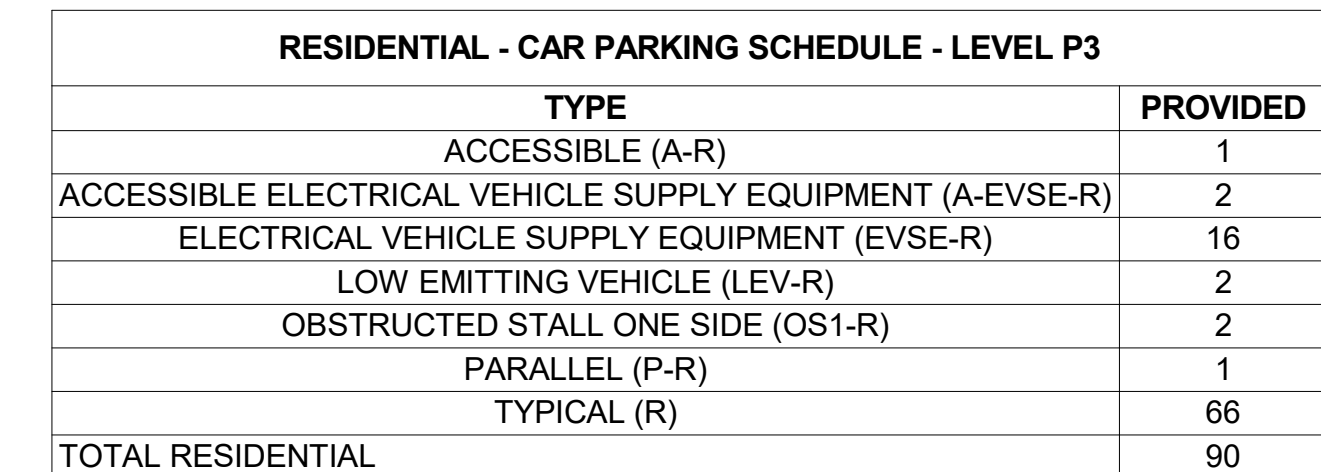 RESIDENTIAL - CAR PARKING SCHEDULE - LEVEL P3
TYPE PROVIDED
ACCESSIBLE (A-R) 1
ACCESSIBLE ELECTRICAL VEHICLE SUPPLY EQUIPMENT (A-EVSE-R) 2
ELECTRICAL VEHICLE SUPPLY EQUIPMENT (EVSE-R) 16
LOW EMITTING VEHICLE (LEV-R) 2
OBSTRUCTED STALL ONE SIDE (OS1-R) 2
PARALLEL (P-R) 1
TYPICAL (R) 66
TOTAL RESIDENTIAL 90